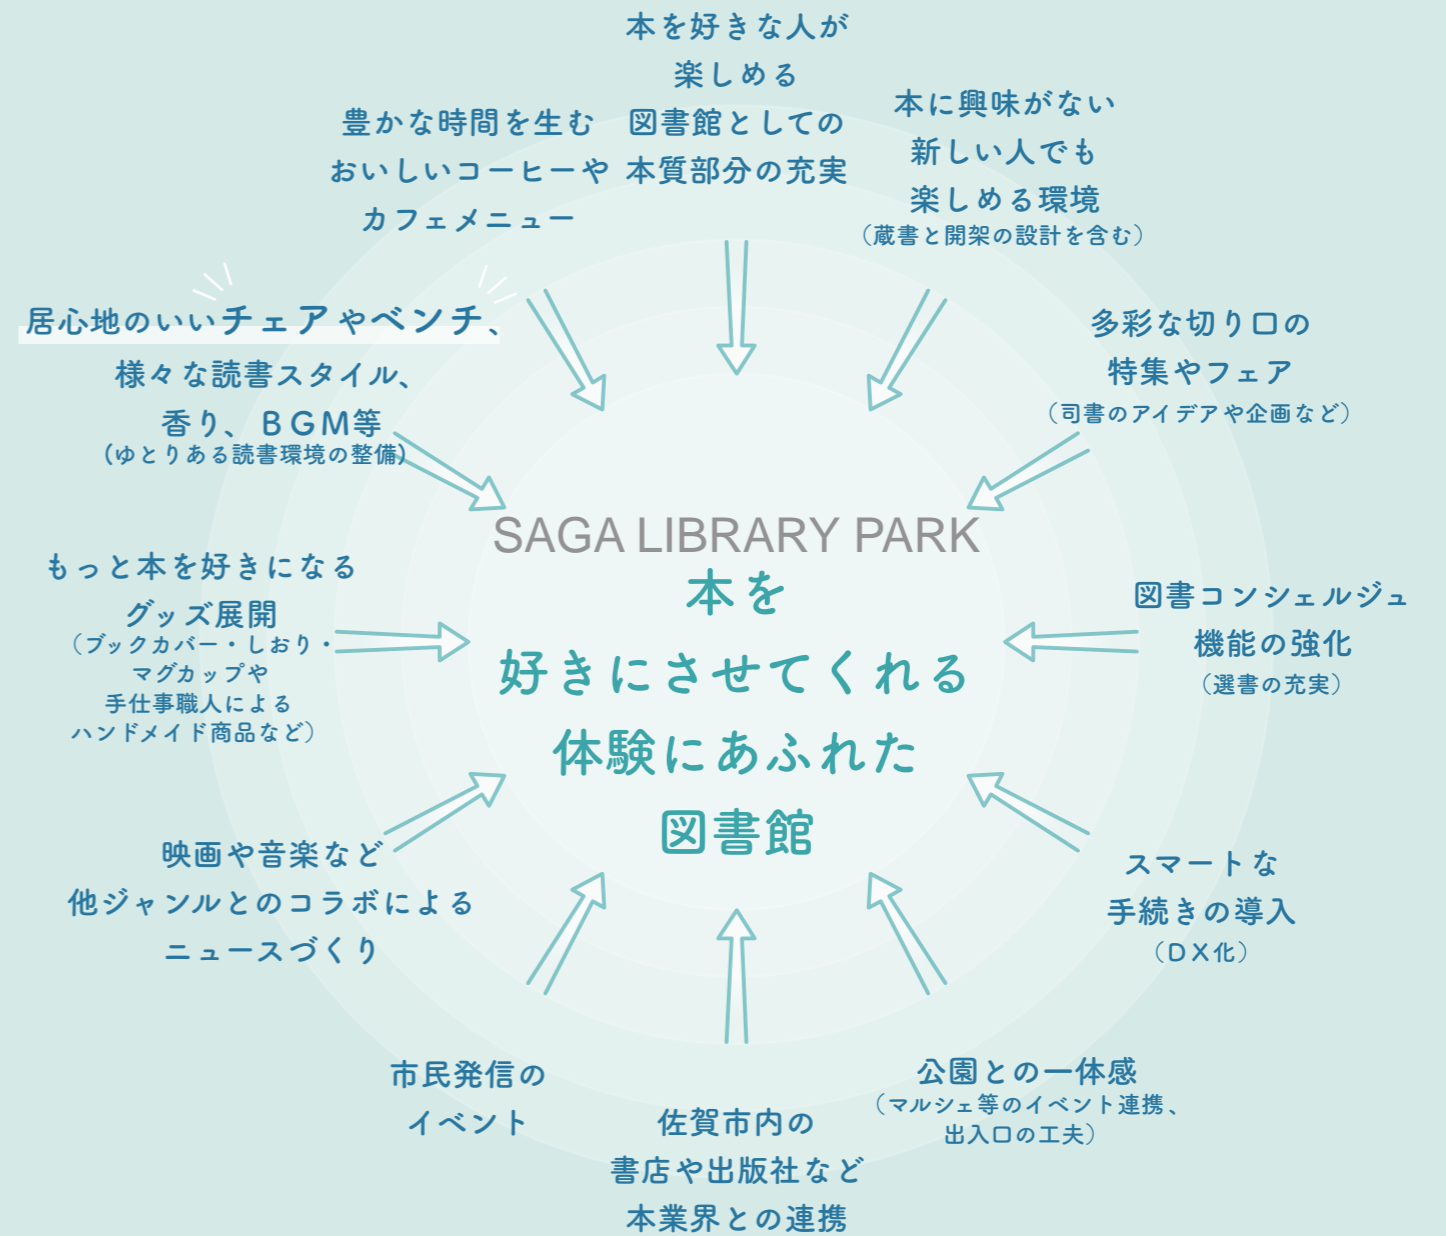 本を好きな人が
楽しめる
図書館としての
本質部分の充実
本に興味がない
新しい人でも
楽しめる環境
（蔵書と開架の設計を含む）
多彩な切り口の
特集やフェア
（司書のアイデアや企画など）
図書コンシェルジュ
機能の強化
（選書の充実）
スマートな
手続きの導入
（ＤＸ化）
公園との一体感
（マルシェ等のイベント連携、
出入口の工夫）
佐賀市内の
書店や出版社など
本業界との連携
市民発信の
イベント
映画や音楽など
他ジャンルとのコラボによる
ニュースづくり
もっと本を好きになる
グッズ展開
（ブックカバー・しおり・
マグカップや
手仕事職人による
ハンドメイド商品など）
居心地のいいチェアやベンチ、
様々な読書スタイル、
香り、ＢＧＭ等
(ゆとりある読書環境の整備)
豊かな時間を生む
おいしいコーヒーや
カフェメニュー
SAGA LIBRARY PARK
本を
好きにさせてくれる
体験にあふれた
図書館